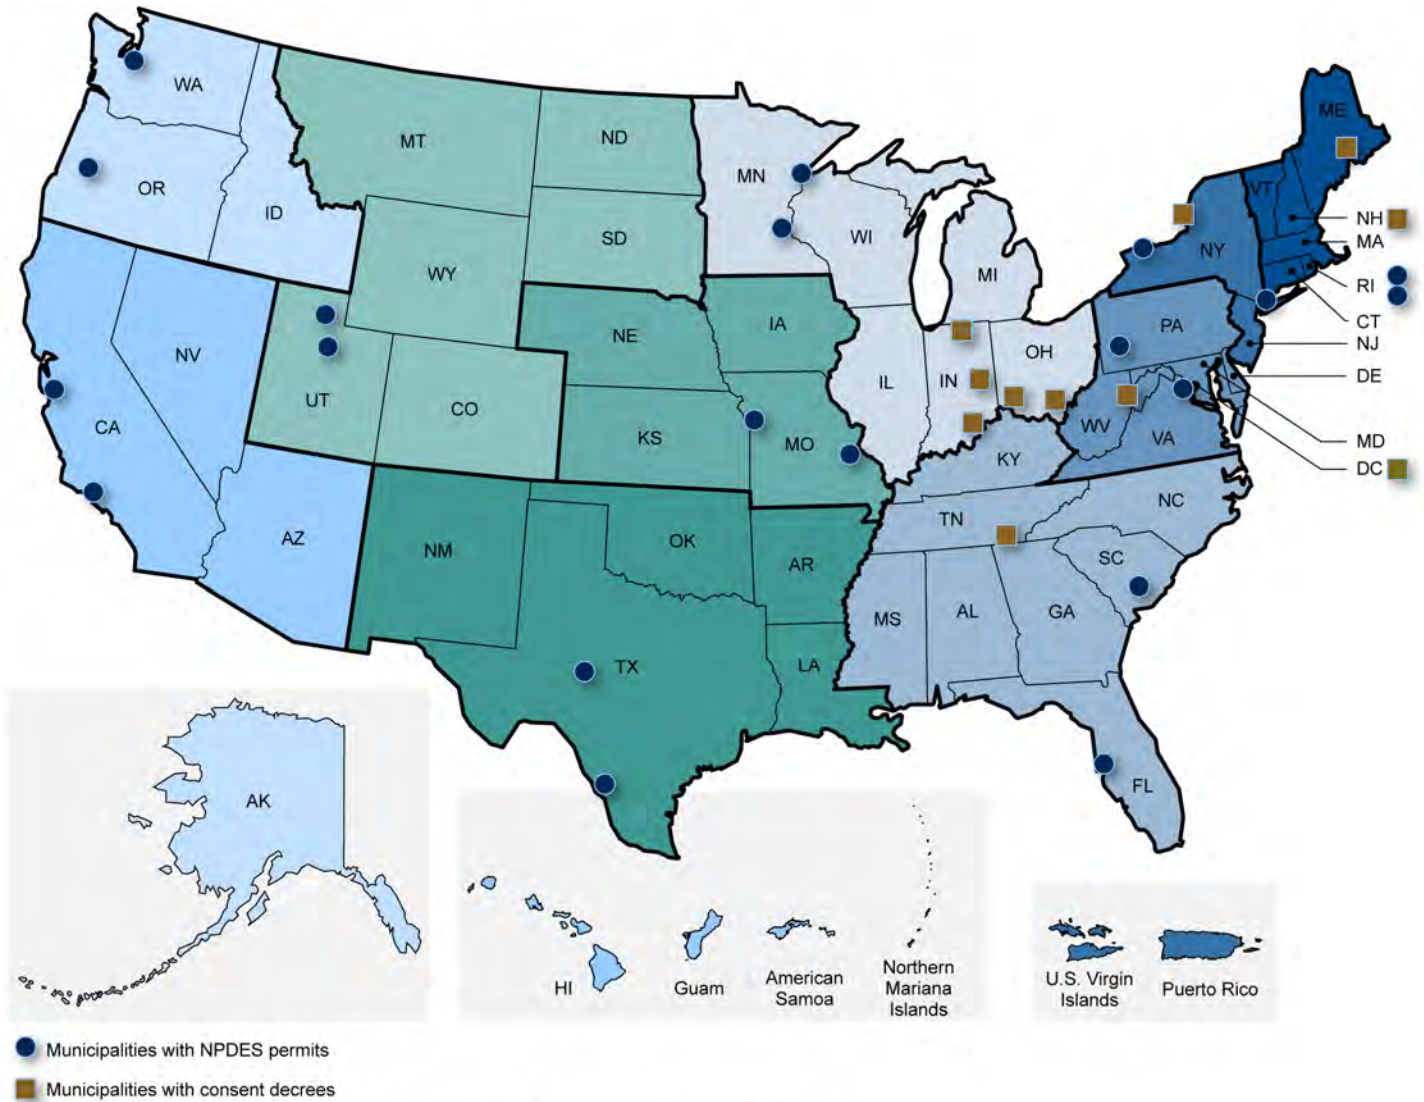 WA
OR
ID
MT
ND
SD
WY
MN
WI
MI
ME
VT
NH
MA
RI
CT
NJ
DE
MD
DC
NY
PA
NV
CA
UT
CO
NE
KS
IA
MO
IL
IN
OH
WV
VA
KY
TN
NC
SC
AZ
NM
OK
AR
TX
LA
MS
AL
GA
FL
AK
HI
Guam
American
Samoa
Northern
Mariana
Islands
U.S. Virgin
Islands
Puerto Rico
Municipalities with NPDES permits
Municipalities with consent decrees